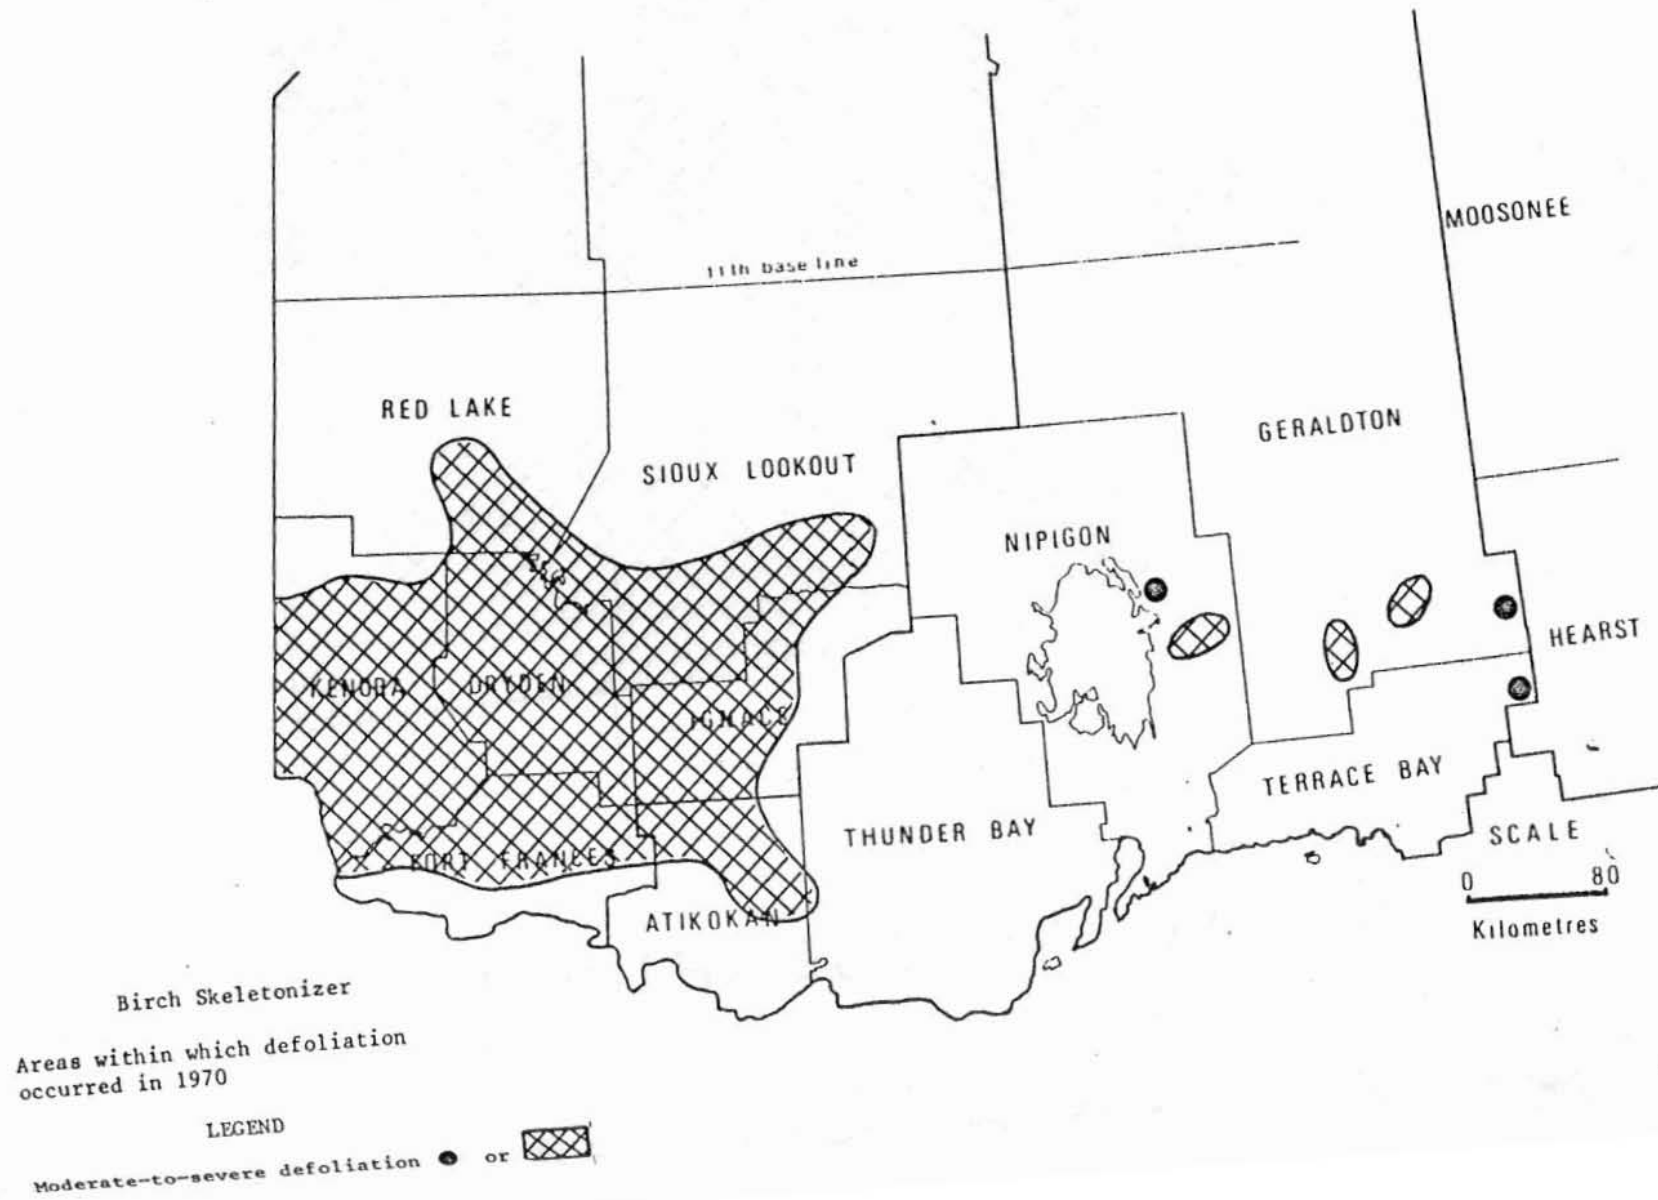 MOOSONEE
11th base line
RED LAKE
GERALDTON
SIOUX LOOKOUT
NIPIGON
HEARST
KENORA
DRYDEN
IGNACE
TERRACE BAY
THUNDER BAY
SCALE
FORT FRANCES
0 80
Kilometres
ATIKOKAN
Birch Skeletonizer
Areas within which defoliation
occurred in 1970
LEGEND
Moderate-to-severe defoliation or